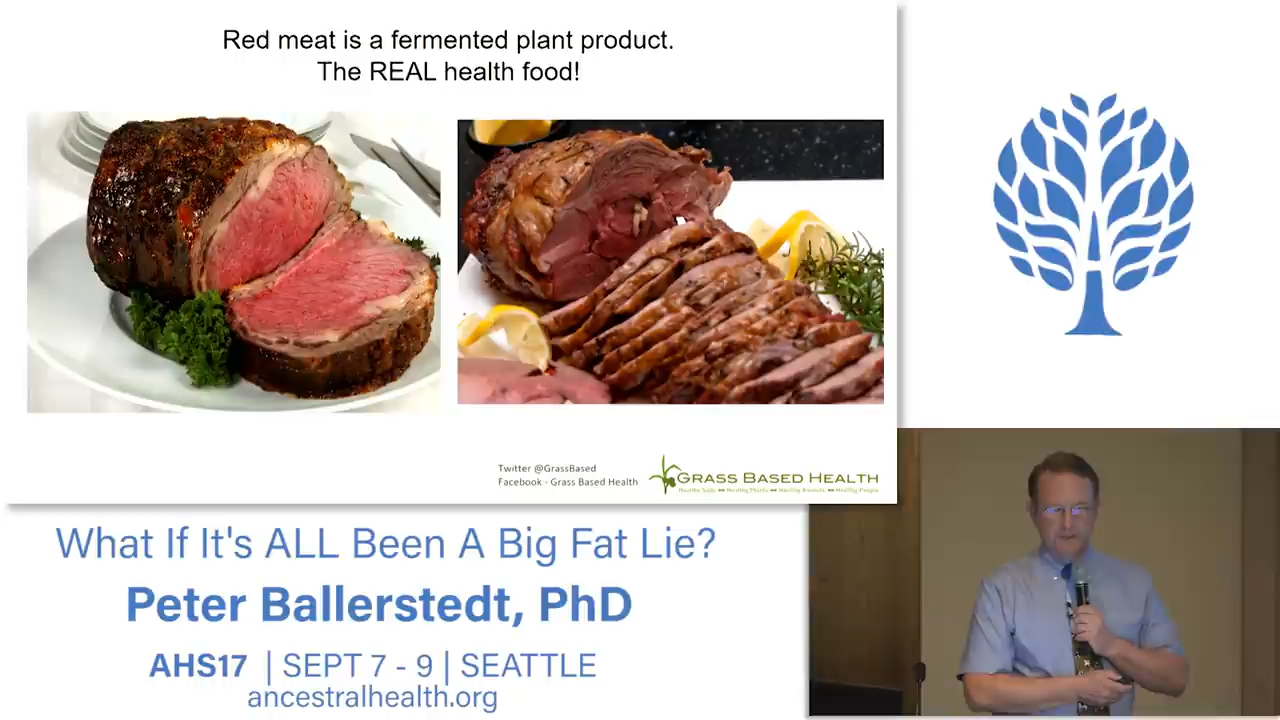 Red meat is a fermented plant product.
The REAL health food!
Twitter @GrassBased
Facebook - Grass Based Health
GRASS BASED HEALTH
What If It's ALL Been A Big Fat Lie?
Peter Ballerstedt, PhD
AHS17 | SEPT 7 - 9 | SEATTLE
ancestralhealth.org